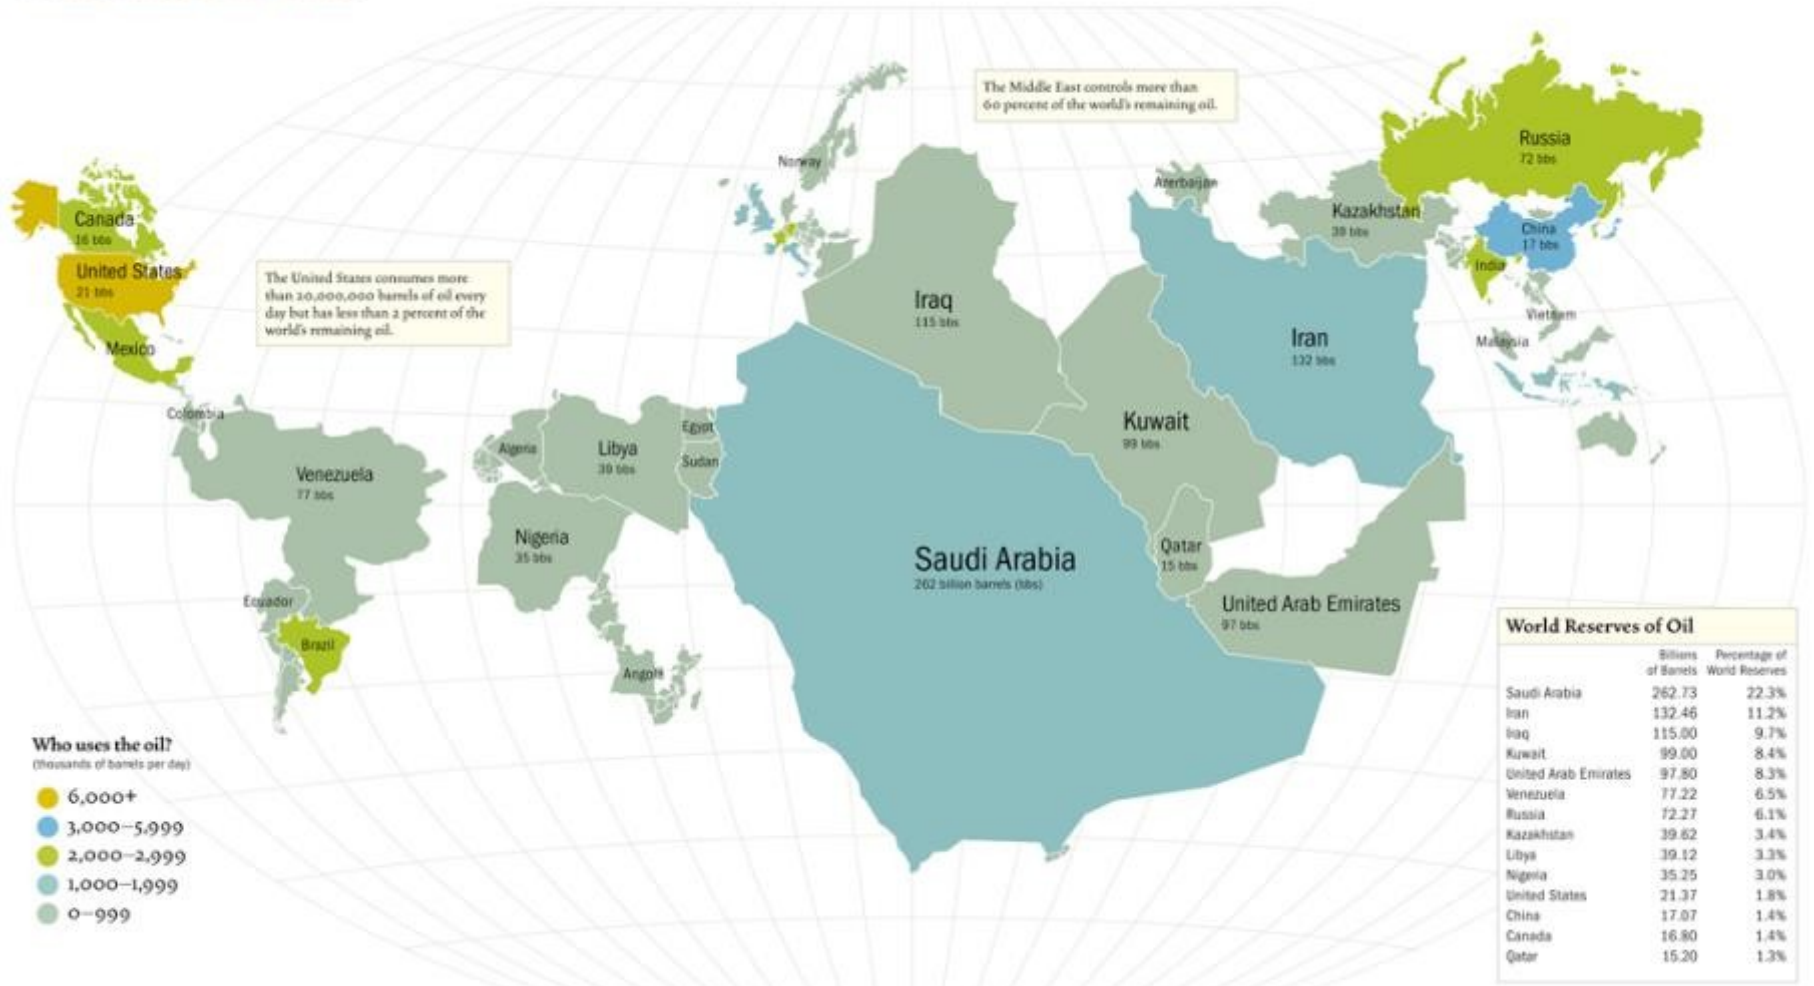 The Middle East controls more than
60 percent of the world's remaining oil.
Russia
72 bbs
Norway
Azerbaijan
Canada
16 bbs
Kazakhstan
39 bbs
China
17 bbs
United States
21 bbs
India
The United States consumes more
than 20,000,000 barrels of oil every
day but has less than 2 percent of the
world's remaining oil.
Iraq
115 bbs
Vietnam
Iran
132 bbs
Malaysia
Mexico
Colombia
Kuwait
99 bbs
Egypt
Algeria
Libya
39 bbs
Sudan
Venezuela
77 bbs
Nigeria
35 bbs
Saudi Arabia
262 billion barrels (bbs)
Qatar
15 bbs
Ecuador
United Arab Emirates
97 bbs
Brazil
Angola
Who uses the oil?
(thousands of barrels per day)
6,000+
3,000–5,999
2,000–2,999
1,000–1,999
0–999
World Reserves of Oil
Billions Percentage of
of Barrels World Reserves
Saudi Arabia 262.73 22.3%
Iran 132.46 11.2%
Iraq 115.00 9.7%
Kuwait 99.00 8.4%
United Arab Emirates 97.80 8.3%
Venezuela 77.22 6.5%
Russia 72.27 6.1%
Kazakhstan 39.62 3.4%
Libya 39.12 3.3%
Nigeria 35.25 3.0%
United States 21.37 1.8%
China 17.07 1.4%
Canada 16.80 1.4%
Qatar 15.20 1.3%